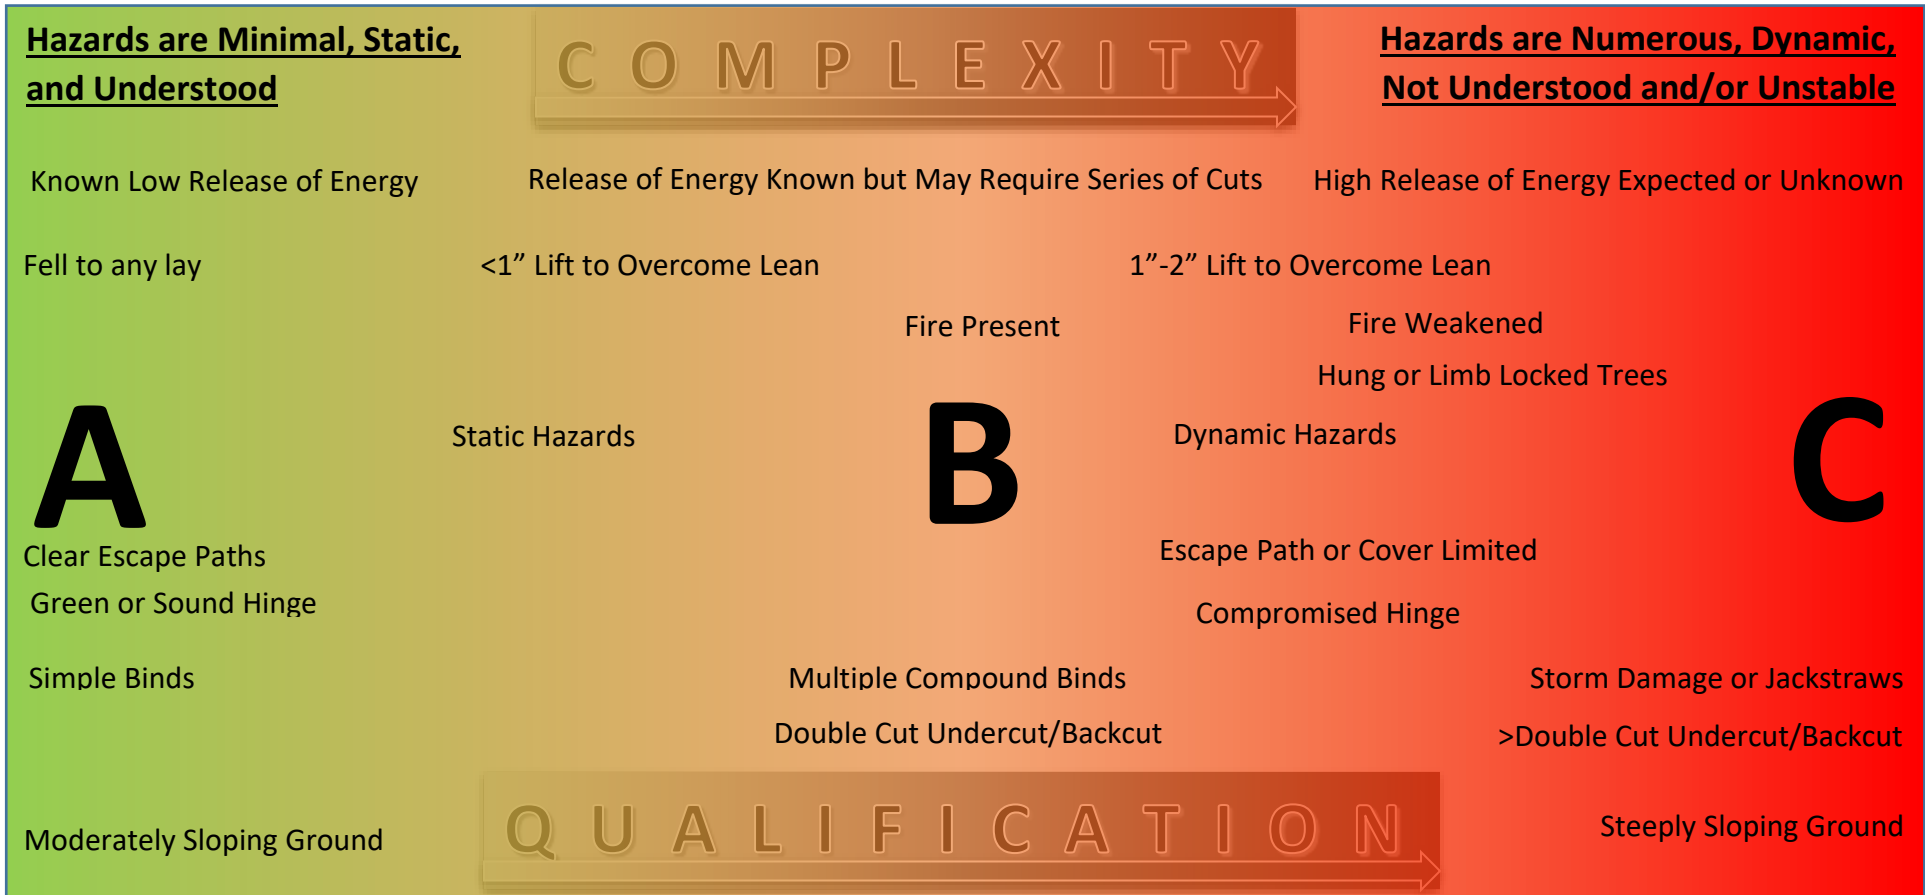 Hazards are Minimal, Static,
and Understood
COMPLEXITY
Hazards are Numerous, Dynamic,
Not Understood and/or Unstable
Known Low Release of Energy
Release of Energy Known but May Require Series of Cuts
High Release of Energy Expected or Unknown
Fell to any lay
<1” Lift to Overcome Lean
1”-2” Lift to Overcome Lean
Fire Present
Fire Weakened
Hung or Limb Locked Trees
A
Static Hazards
B
Dynamic Hazards
C
Clear Escape Paths
Escape Path or Cover Limited
Green or Sound Hinge
Compromised Hinge
Simple Binds
Multiple Compound Binds
Storm Damage or Jackstraws
Double Cut Undercut/Backcut
>Double Cut Undercut/Backcut
QUALIFICATION
Moderately Sloping Ground
Steeply Sloping Ground